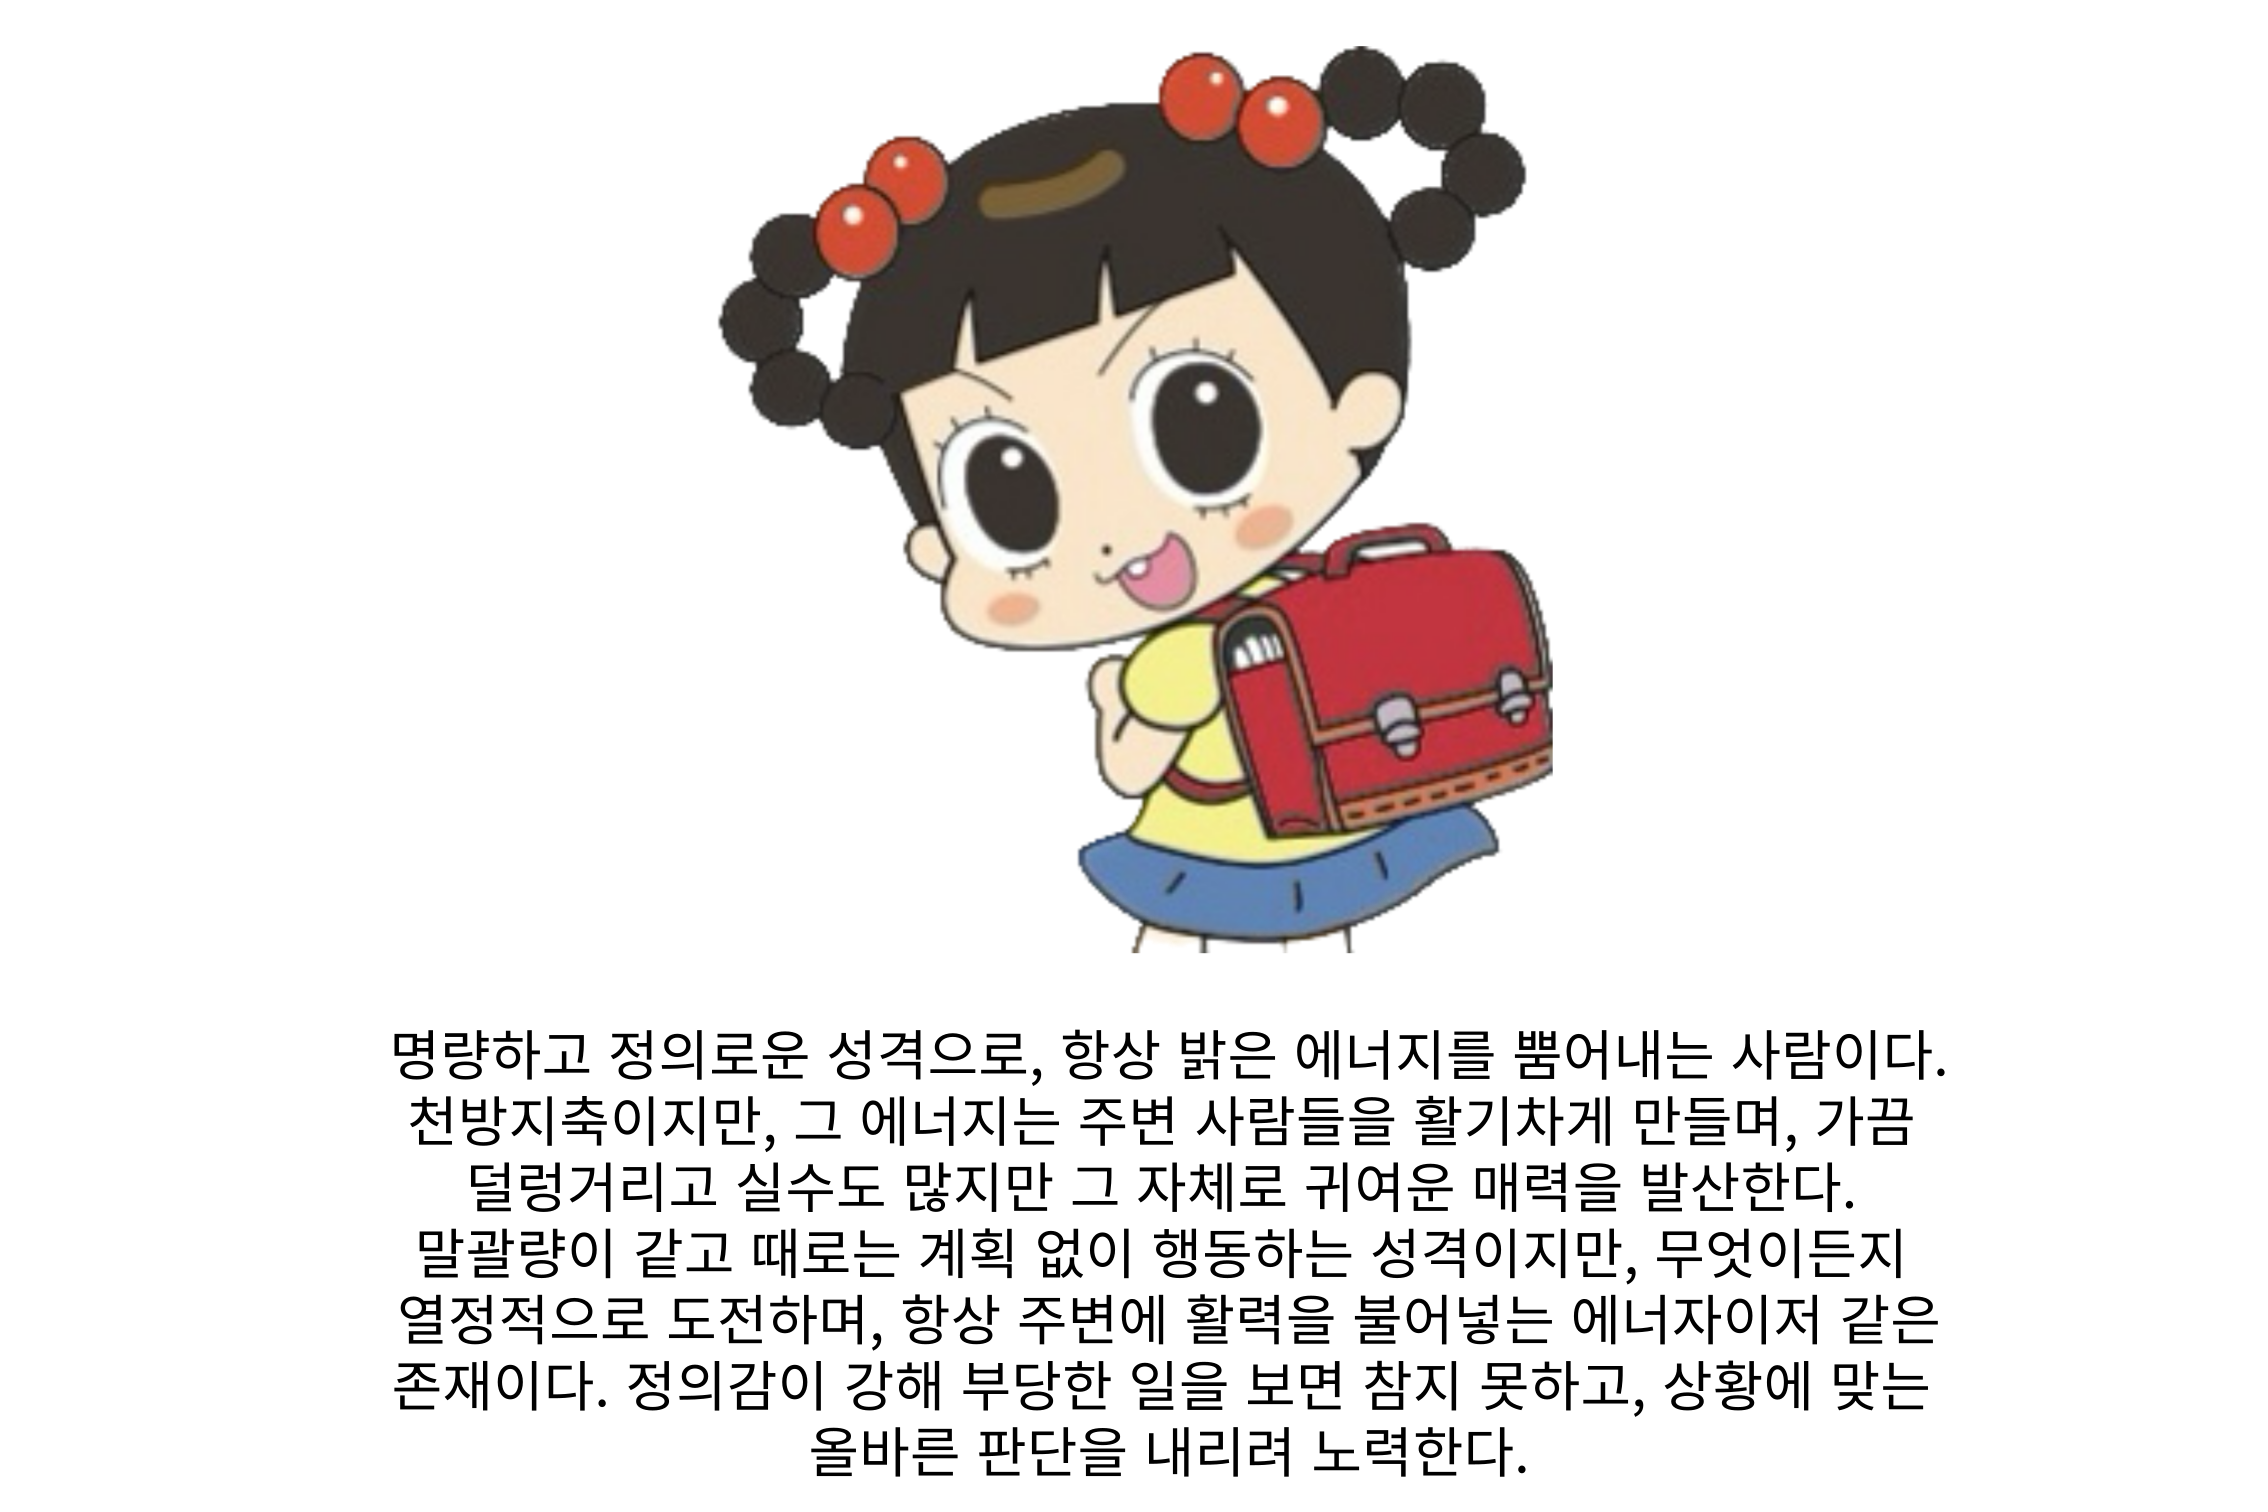 명량하고 정의로운 성격으로, 항상 밝은 에너지를 뿜어내는 사람이다.
천방지축이지만, 그 에너지는 주변 사람들을 활기차게 만들며, 가끔
덜렁거리고 실수도 많지만 그 자체로 귀여운 매력을 발산한다.
말괄량이 같고 때로는 계획 없이 행동하는 성격이지만, 무엇이든지
열정적으로 도전하며, 항상 주변에 활력을 불어넣는 에너자이저 같은
존재이다. 정의감이 강해 부당한 일을 보면 참지 못하고, 상황에 맞는
올바른 판단을 내리려 노력한다.